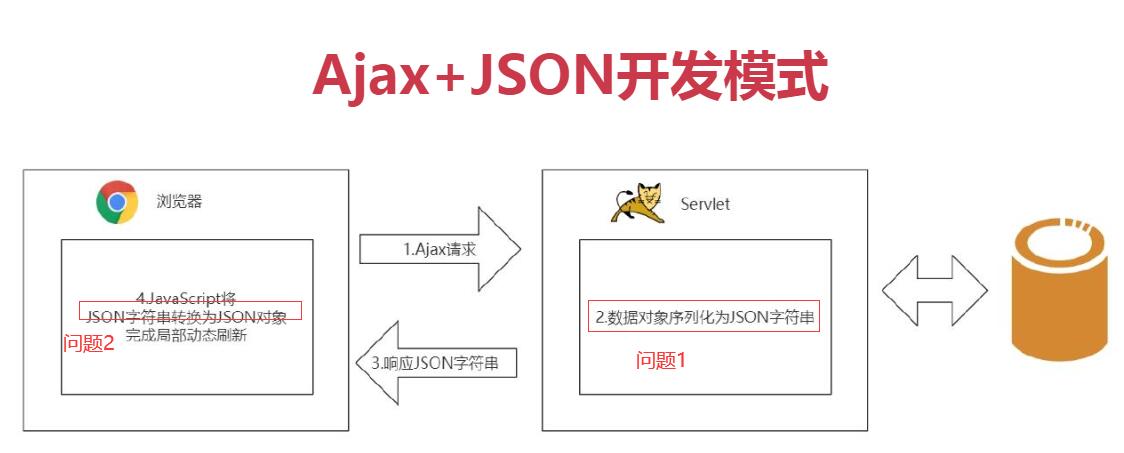 Ajax+JSON开发模式
浏览器
Servlet
1.Ajax请求
4.JavaScript将
JSON字符串转换为JSON对象
完成局部动态刷新
问题2
2.数据对象序列化为JSON字符串
问题1
3.响应JSON字符串